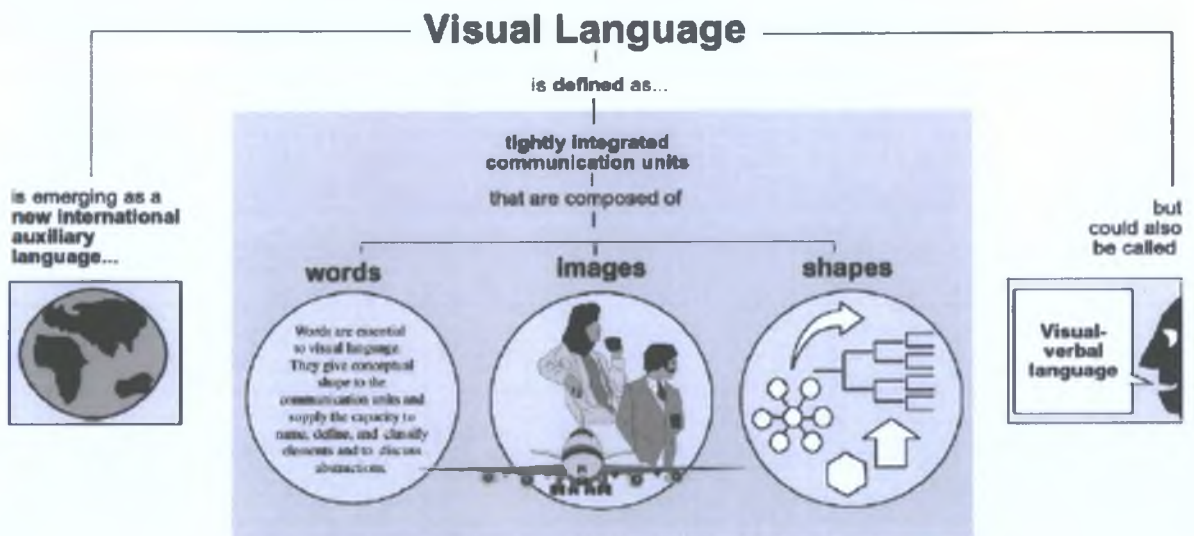 Visual Language
is defined as...
tightly integrated
communication units
that are composed of
is emerging as a
new international
auxiliary
language...
words
Words are essential
to visual language.
They give conceptual
shape to the
communication units and
supply the capacity to
name, define, and classify
elements and to discuss
abstractions.
images
shapes
but
could also
be called
Visual-
verbal
language